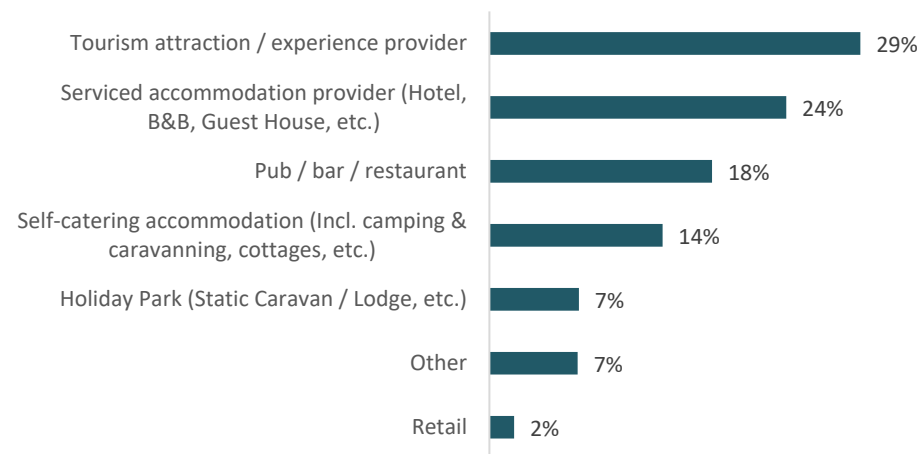 Tourism attraction / experience provider
29%
Serviced accommodation provider (Hotel,
B&B, Guest House, etc.)
24%
Pub / bar / restaurant
18%
Self-catering accommodation (Incl. camping &
caravanning, cottages, etc.)
14%
Holiday Park (Static Caravan / Lodge, etc.)
7%
Other
7%
Retail
2%